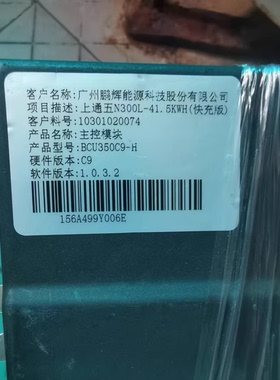 客户名称:广州鹏辉能源科技股份有限公司
项目描述:上通五N300L-41.5KWH(快充版)
客户料号:10301020074
产品名称:主控模块
产品型号:BCU350C9-H
硬件版本:C9
软件版本:1.0.3.2
156A499Y006E